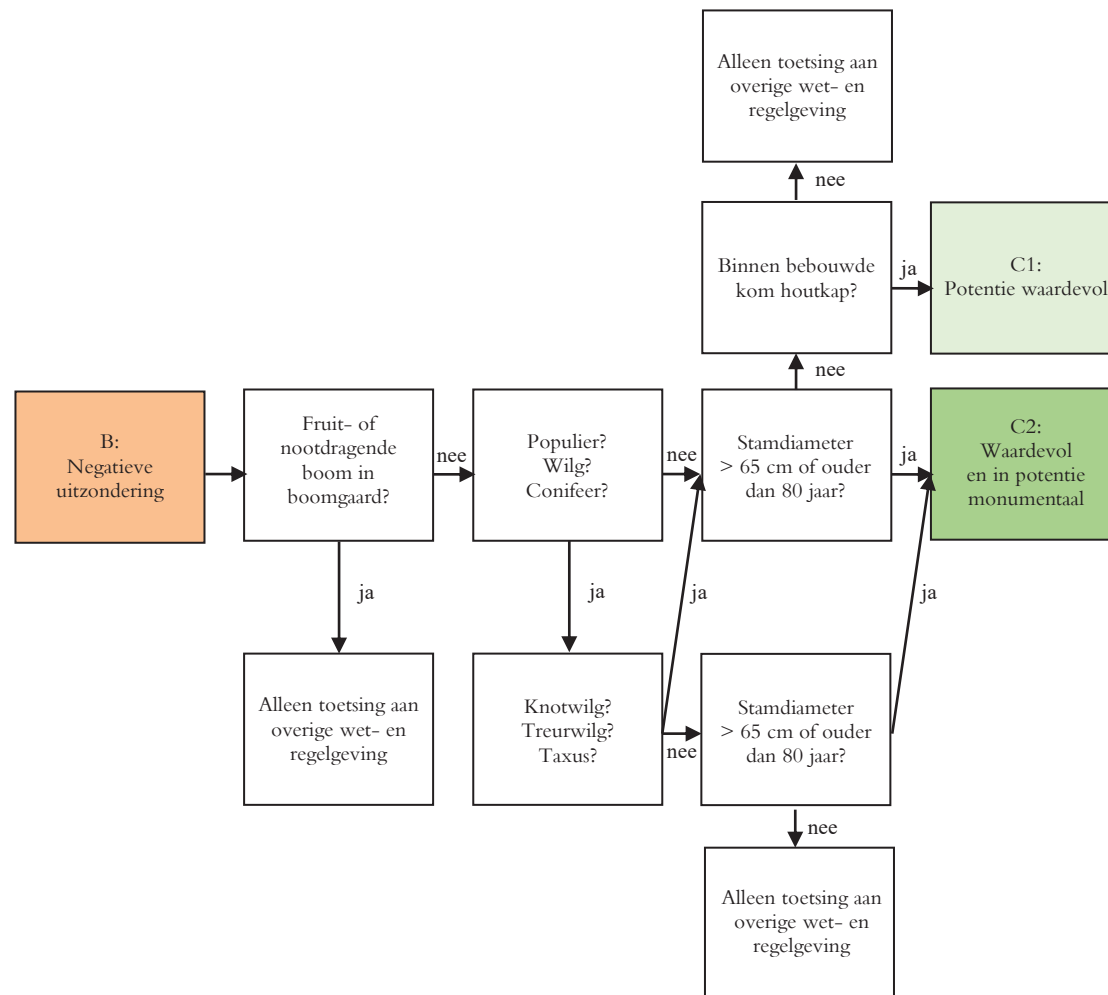 Alleen toetsing aan
overige wet- en
regelgeving
nee
Binnen bebouwde
kom houtkap?
ja
C1:
Potentie waardevol
nee
B:
Negatieve
uitzondering
Fruit- of
nootdragende
boom in
boomgaard?
nee
Populier?
Wilg?
Conifeer?
nee
Stamdiameter
> 65 cm of ouder
dan 80 jaar?
ja
C2:
Waardevol
en in potentie
monumentaal
ja
ja
ja
ja
Alleen toetsing aan
overige wet- en
regelgeving
Knotwilg?
Treurwilg?
Taxus?
nee
Stamdiameter
> 65 cm of ouder
dan 80 jaar?
nee
Alleen toetsing aan
overige wet- en
regelgeving